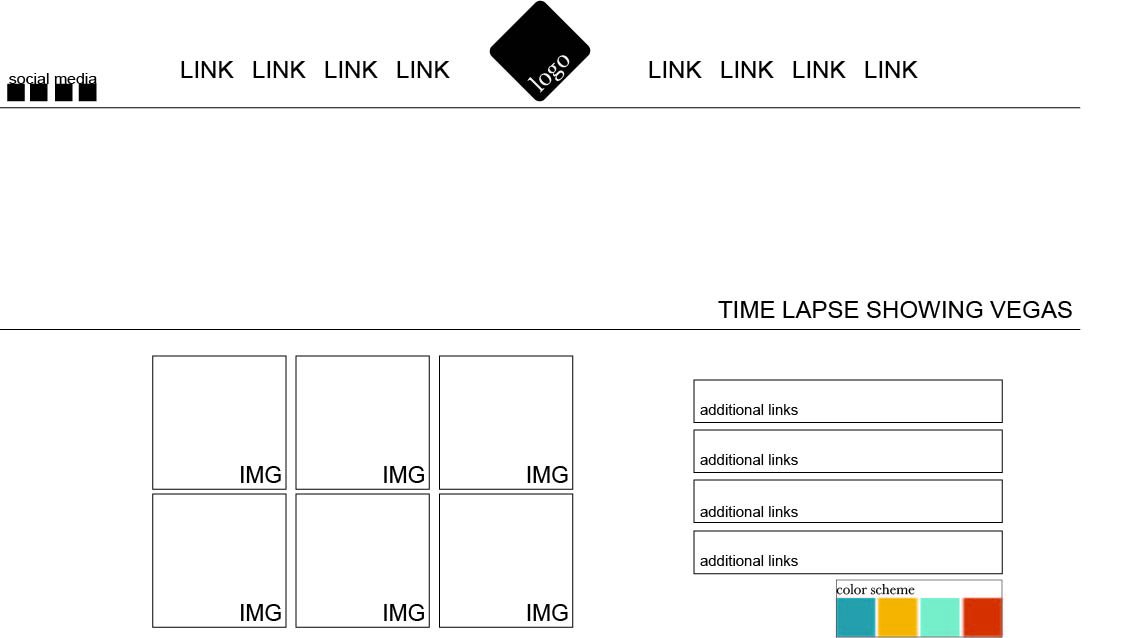 social media
LINK LINK LINK LINK
logo
LINK LINK LINK LINK
TIME LAPSE SHOWING VEGAS
IMG IMG IMG
IMG IMG IMG
additional links
additional links
additional links
additional links
color scheme